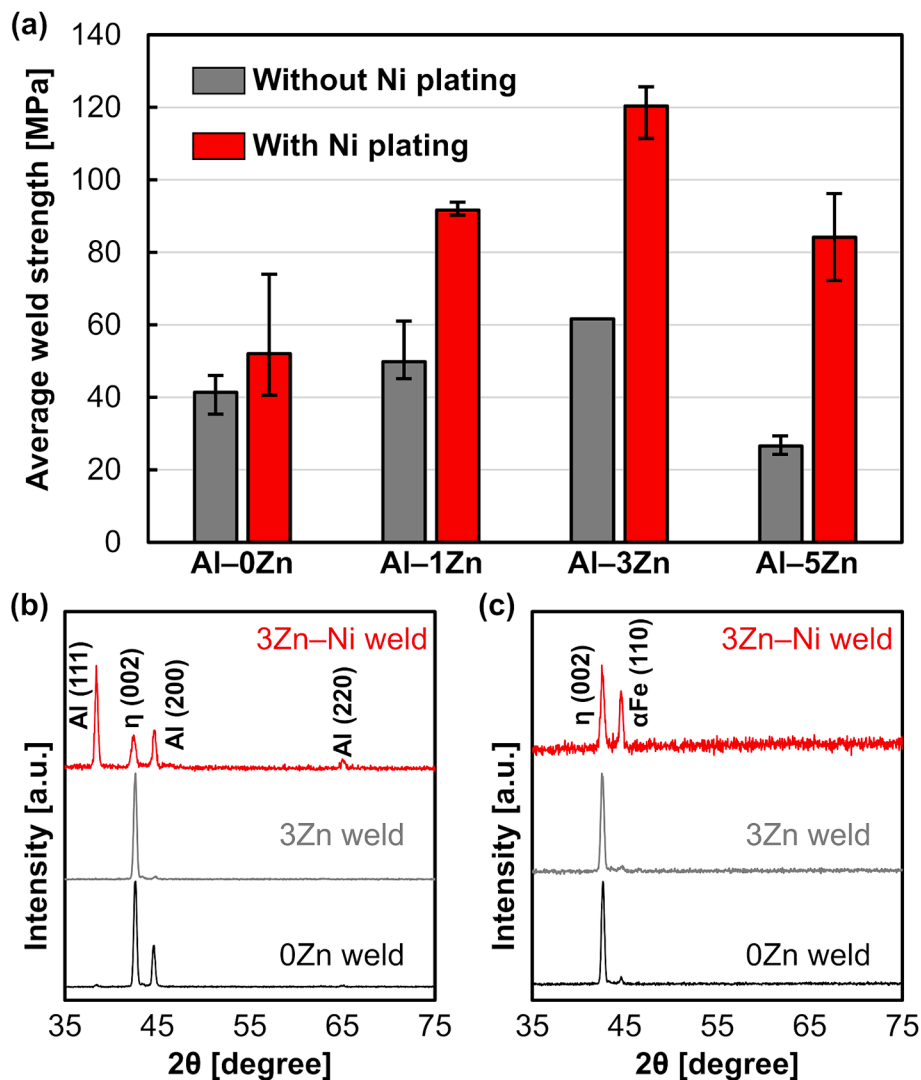 (a)
Average weld strength [MPa]
140
120
100
80
60
40
20
0
Without Ni plating
With Ni plating
Al–0Zn
Al–1Zn
Al–3Zn
Al–5Zn
(b)
Intensity [a.u.]
3Zn–Ni weld
Al (111)
η (002)
Al (200)
Al (220)
3Zn weld
0Zn weld
35
45
55
65
75
2θ [degree]
(c)
Intensity [a.u.]
3Zn–Ni weld
η (002)
αFe (110)
3Zn weld
0Zn weld
35
45
55
65
75
2θ [degree]